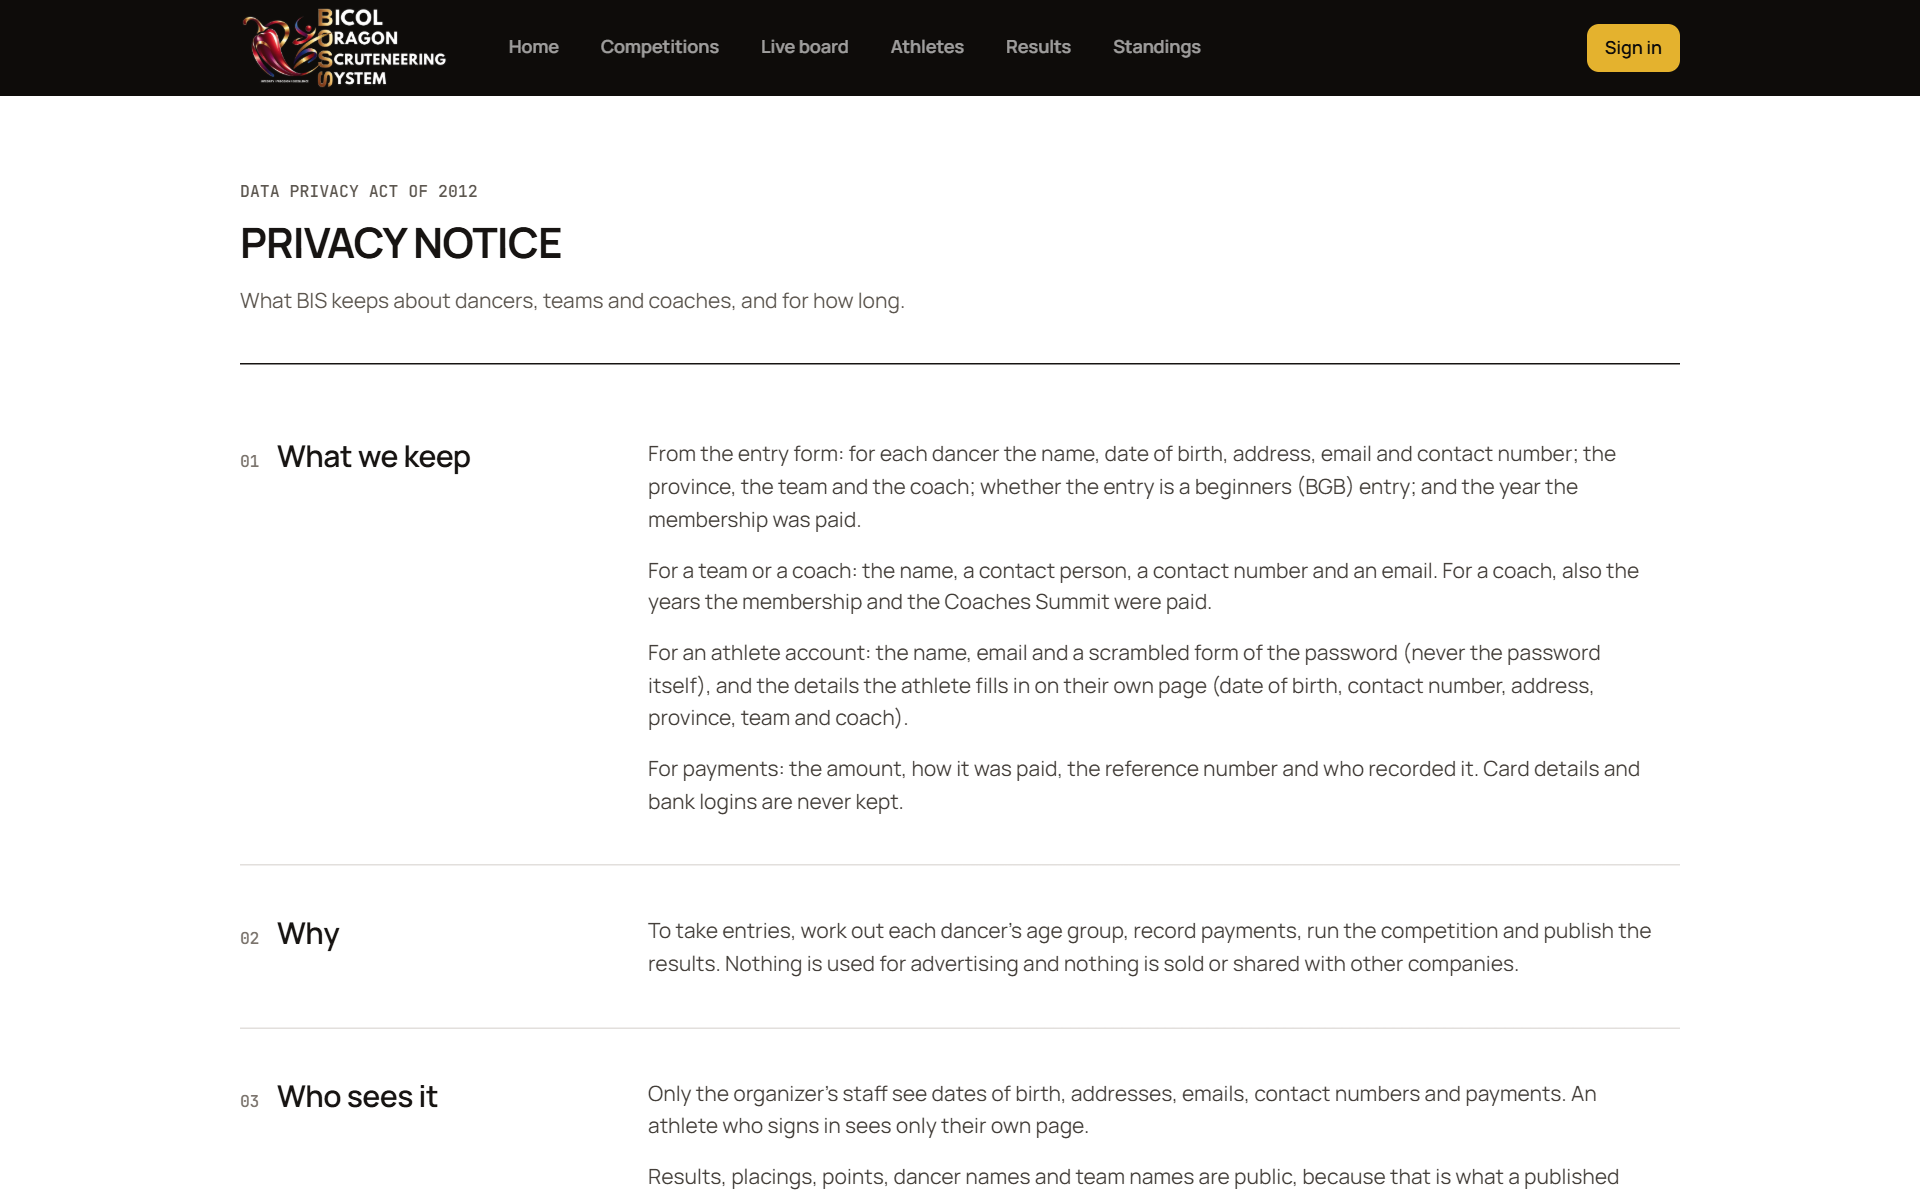 BICOL
ORAGON
SCRUTENEERING
SYSTEM
Home
Competitions
Live board
Athletes
Results
Standings
Sign in
DATA PRIVACY ACT OF 2012
PRIVACY NOTICE
What BIS keeps about dancers, teams and coaches, and for how long.
01 What we keep
From the entry form: for each dancer the name, date of birth, address, email and contact number; the
province, the team and the coach; whether the entry is a beginners (BGB) entry; and the year the
membership was paid.
For a team or a coach: the name, a contact person, a contact number and an email. For a coach, also the
years the membership and the Coaches Summit were paid.
For an athlete account: the name, email and a scrambled form of the password (never the password
itself), and the details the athlete fills in on their own page (date of birth, contact number, address,
province, team and coach).
For payments: the amount, how it was paid, the reference number and who recorded it. Card details and
bank logins are never kept.
02 Why
To take entries, work out each dancer’s age group, record payments, run the competition and publish the
results. Nothing is used for advertising and nothing is sold or shared with other companies.
03 Who sees it
Only the organizer’s staff see dates of birth, addresses, emails, contact numbers and payments. An
athlete who signs in sees only their own page.
Results, placings, points, dancer names and team names are public, because that is what a published